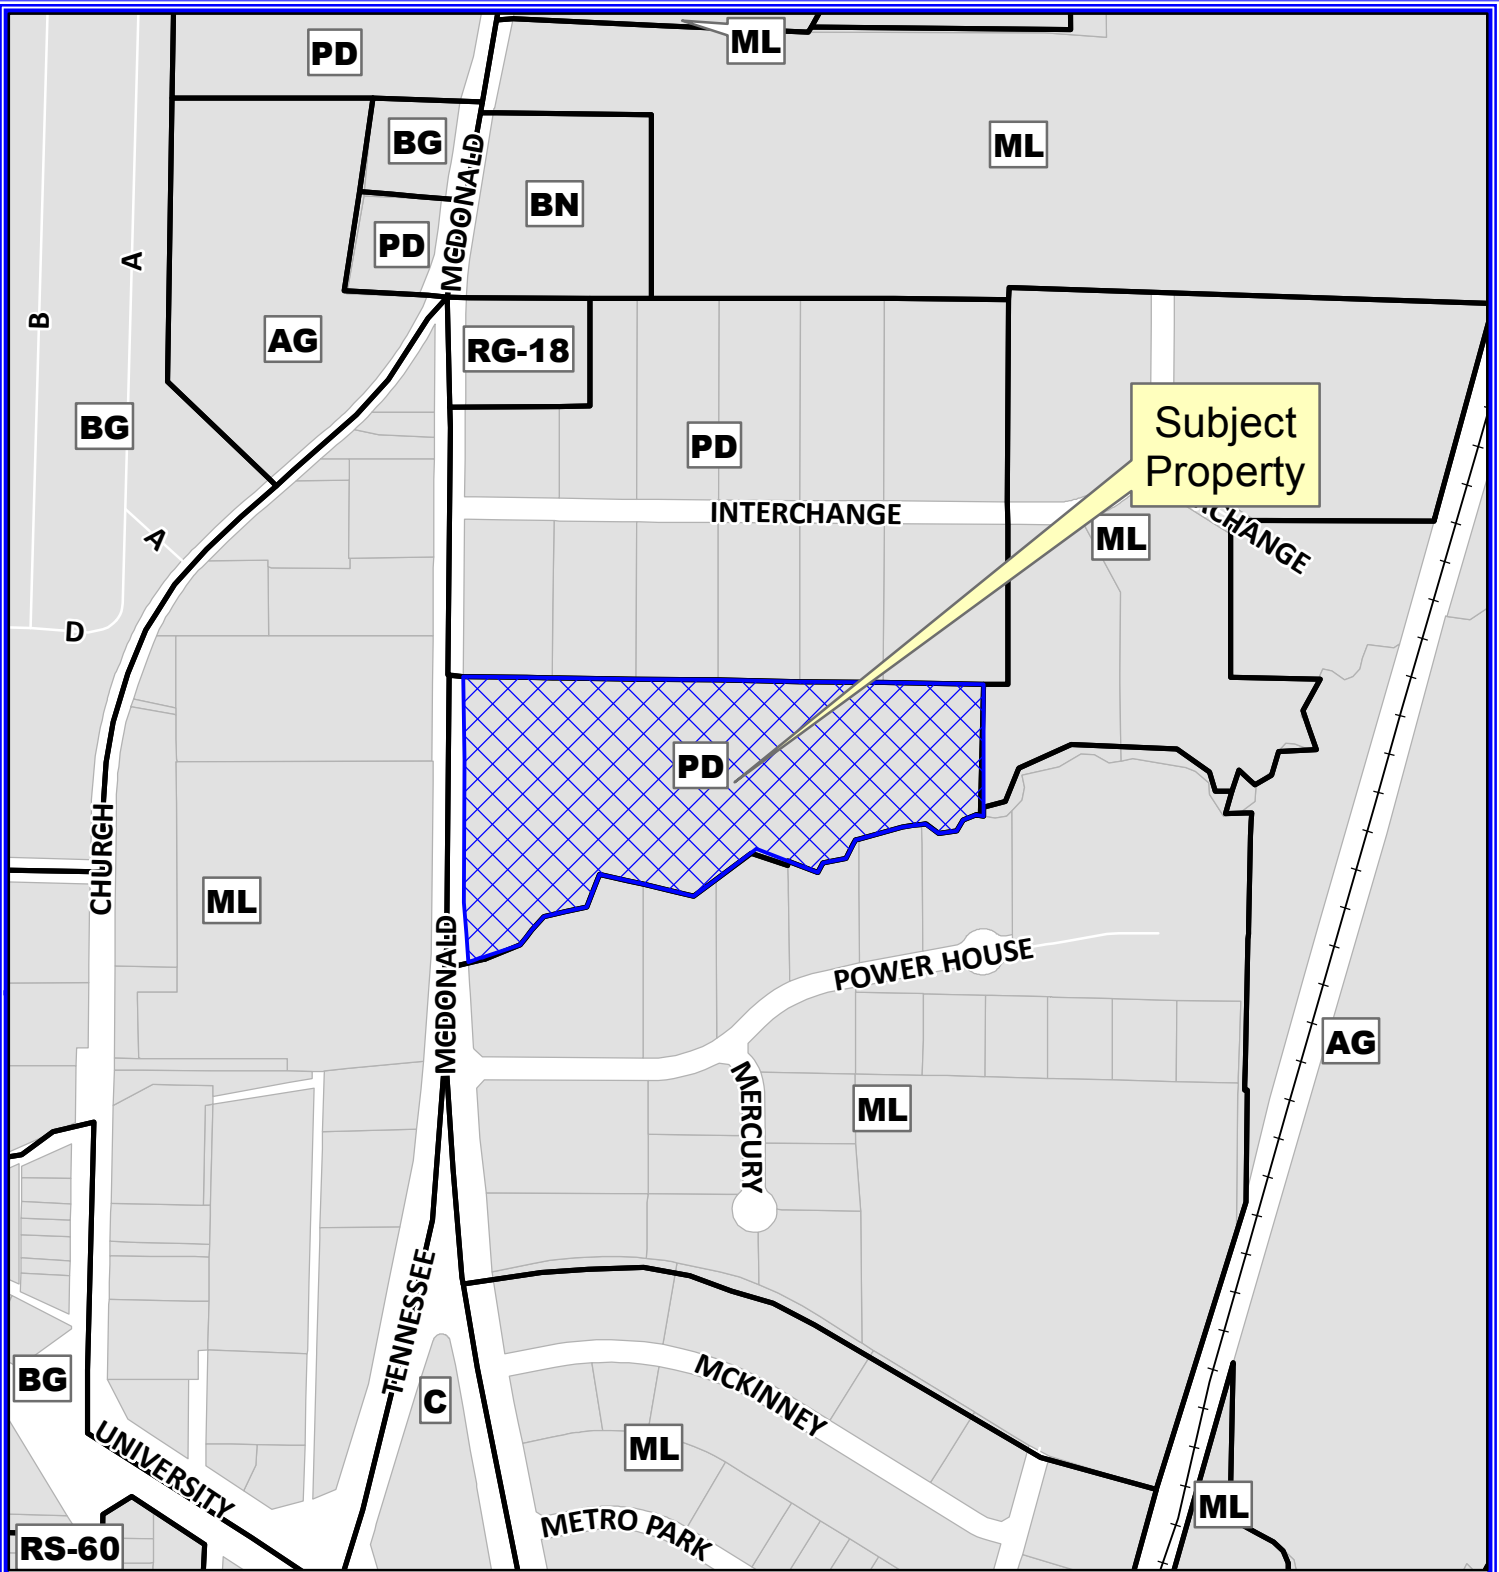 PD
ML
BG
MCDONALD
ML
BN
PD
A
B
AG
RG-18
BG
PD
Subject
Property
INTERCHANGE
CHANGE
ML
A
D
PD
CHURCH
ML
MCDONALD
POWER HOUSE
AG
MERCURY
ML
TENNESSEE
BG
C
MCKINNEY
ML
UNIVERSITY
ML
METRO PARK
RS-60